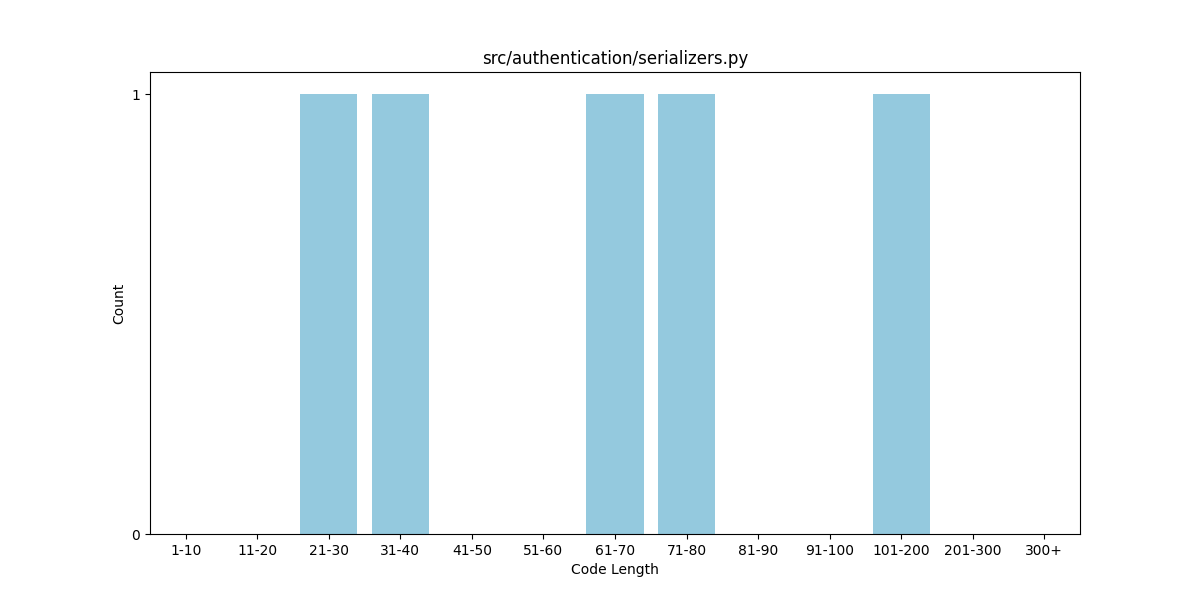 src/authentication/serializers.py
1
0
Count
1-10 11-20 21-30 31-40 41-50 51-60 61-70 71-80 81-90 91-100 101-200 201-300 300+
Code Length